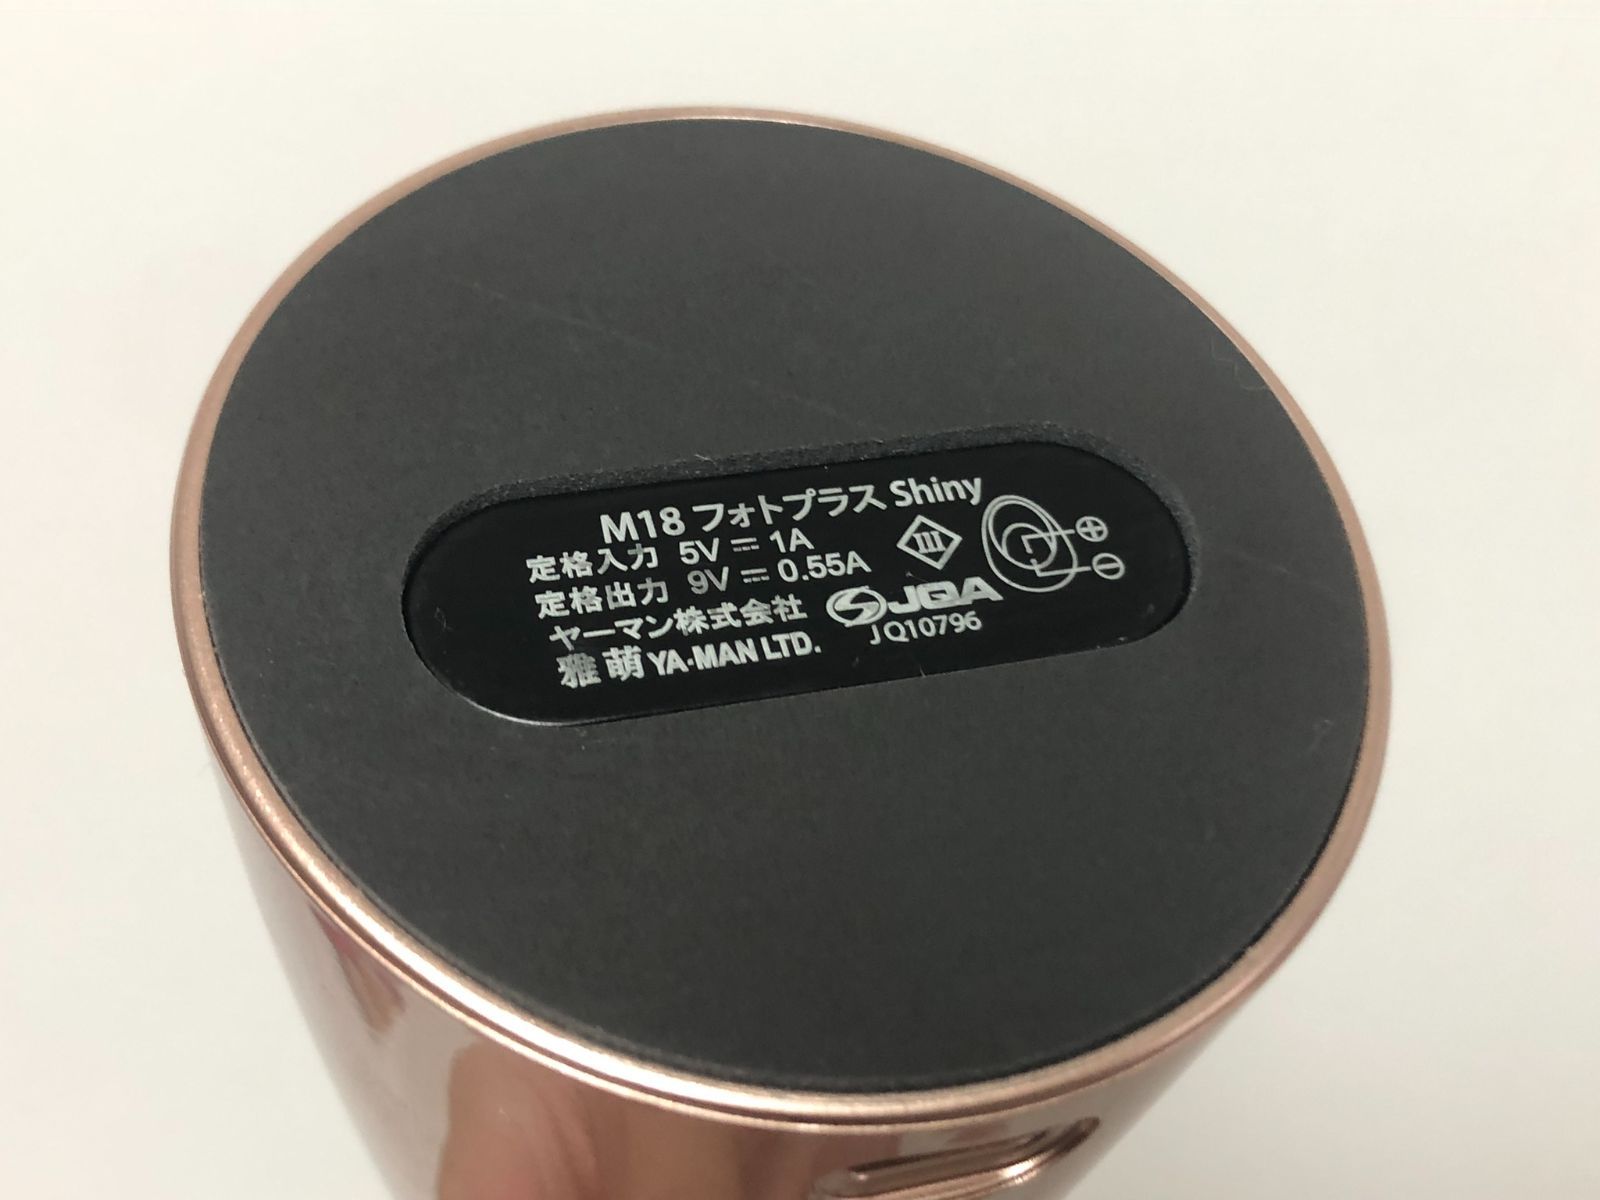 M18 フォトプラス Shiny
定格入力 5V ⎓ 1A
定格出力 9V ⎓ 0.55A
ヤーマン株式会社
雅萌 YA-MAN LTD.
III
S JQA
JQ10796